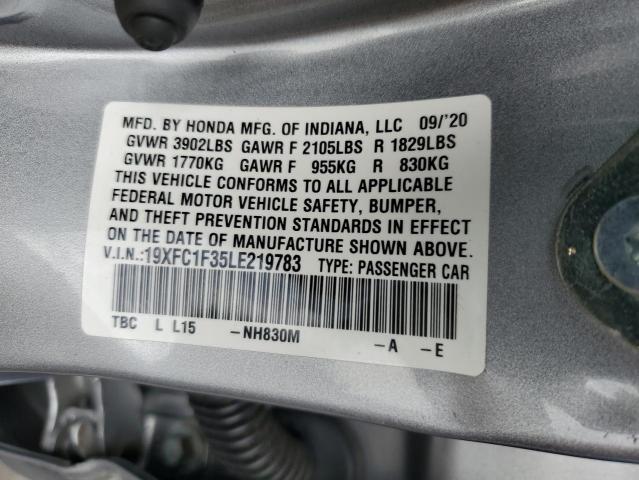 MFD. BY HONDA MFG. OF INDIANA, LLC 09/'20
GVWR 3902LBS GAWR F 2105LBS R 1829LBS
GVWR 1770KG GAWR F 955KG R 830KG
THIS VEHICLE CONFORMS TO ALL APPLICABLE
FEDERAL MOTOR VEHICLE SAFETY, BUMPER,
AND THEFT PREVENTION STANDARDS IN EFFECT
ON THE DATE OF MANUFACTURE SHOWN ABOVE.
V.I.N.:19XFC1F35LE219783 TYPE: PASSENGER CAR
TBC L L15 -NH830M -A -E